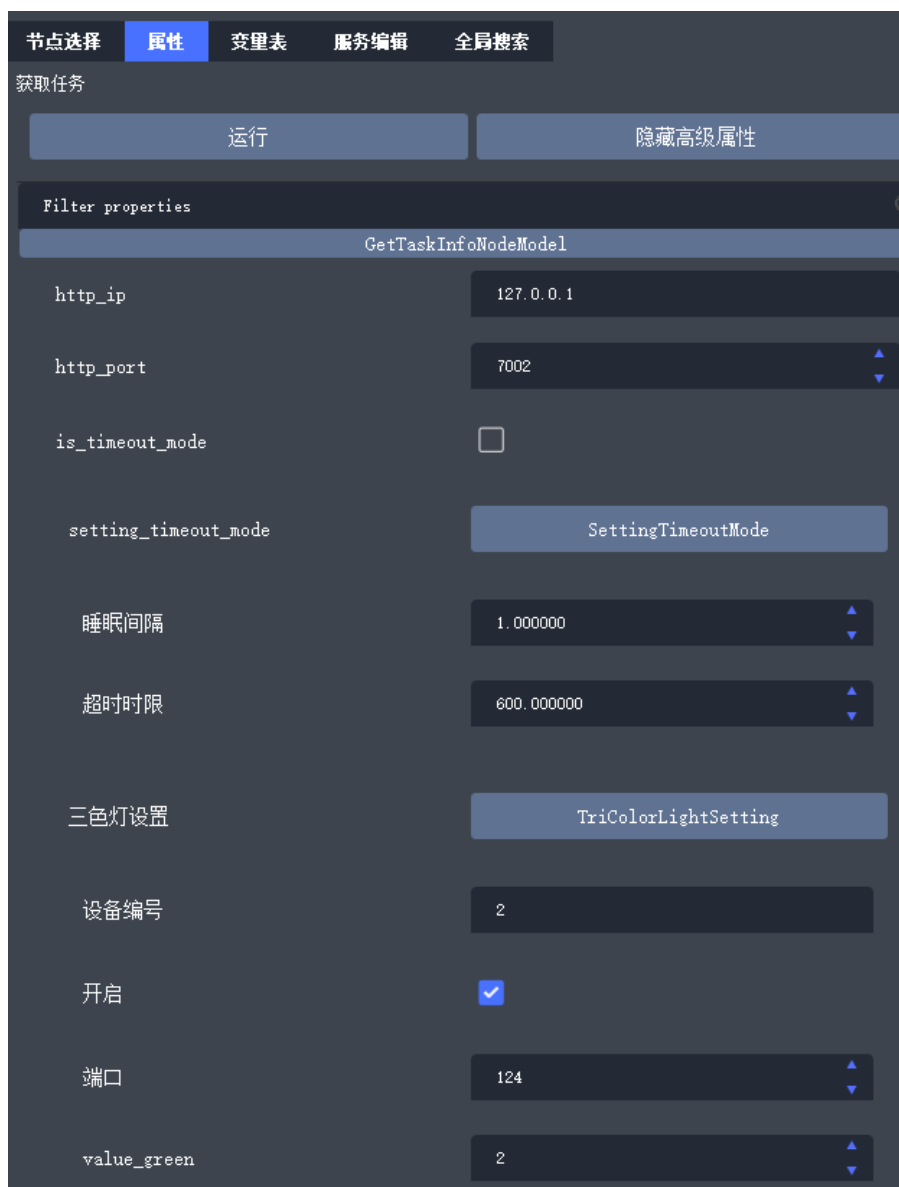 节点选择 属性 变量表 服务编辑 全局搜索
获取任务
运行 隐藏高级属性
Filter properties
GetTaskInfoNodeModel
http_ip 127.0.0.1
http_port 7002
is_timeout_mode
setting_timeout_mode SettingTimeoutMode
睡眠间隔 1.000000
超时时限 600.000000
三色灯设置 TriColorLightSetting
设备编号 2
开启
端口 124
value_green 2